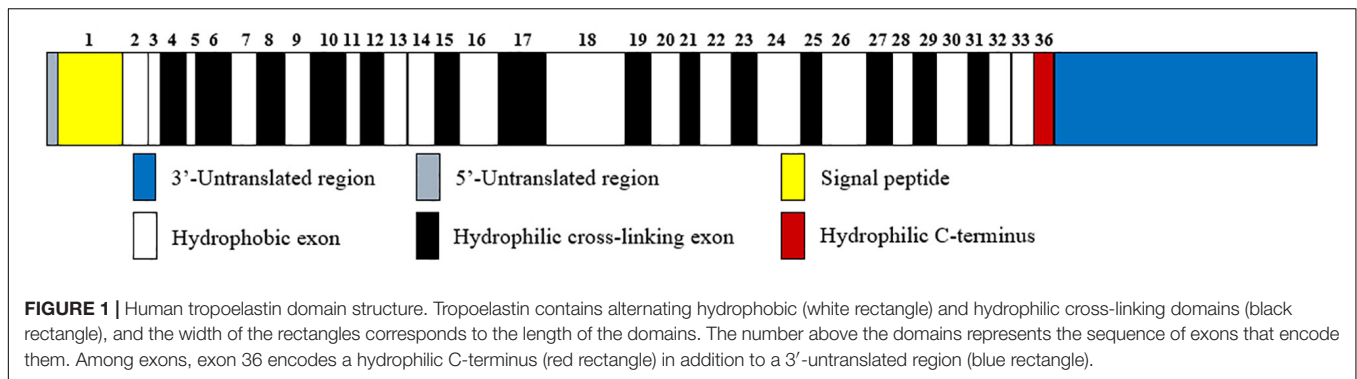 1 2 3 4 5 6 7 8 9 10 11 12 13 14 15 16 17 18 19 20 21 22 23 24 25 26 27 28 29 30 31 32 33 36
3’-Untranslated region 5’-Untranslated region Signal peptide
Hydrophobic exon Hydrophilic cross-linking exon Hydrophilic C-terminus
FIGURE 1 | Human tropoelastin domain structure. Tropoelastin contains alternating hydrophobic (white rectangle) and hydrophilic cross-linking domains (black
rectangle), and the width of the rectangles corresponds to the length of the domains. The number above the domains represents the sequence of exons that encode
them. Among exons, exon 36 encodes a hydrophilic C-terminus (red rectangle) in addition to a 3′-untranslated region (blue rectangle).